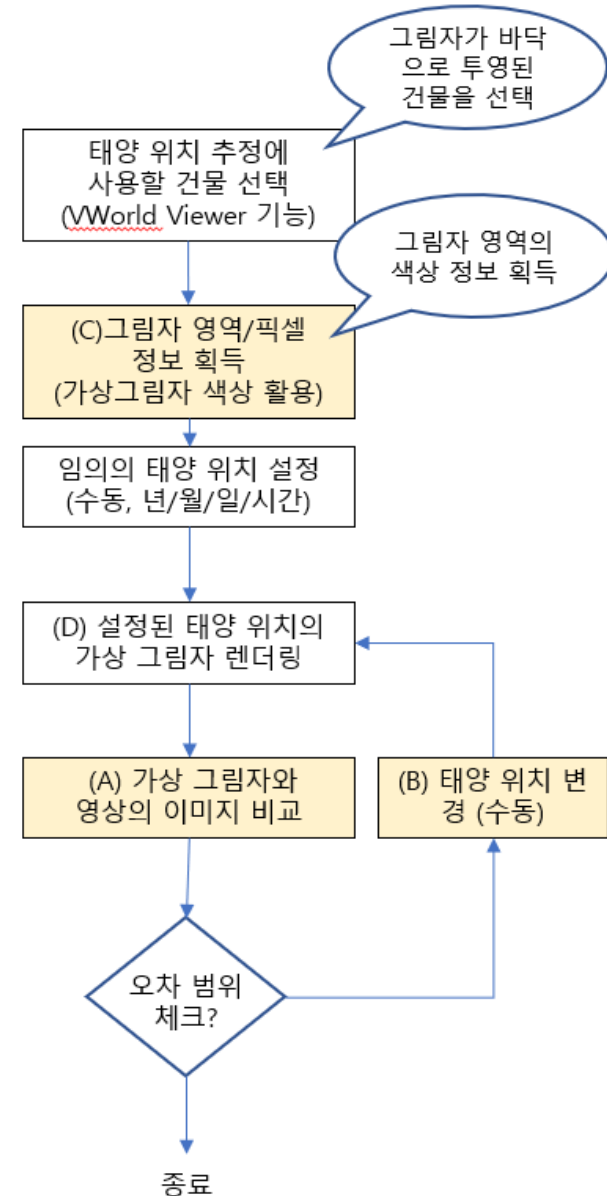 그림자가 바닥
으로 투영된
건물을 선택
태양 위치 추정에
사용할 건물 선택
(VWorld Viewer 기능)
그림자 영역의
색상 정보 획득
(C)그림자 영역/픽셀
정보 획득
(가상그림자 색상 활용)
임의의 태양 위치 설정
(수동, 년/월/일/시간)
(D) 설정된 태양 위치의
가상 그림자 렌더링
(A) 가상 그림자와
영상의 이미지 비교
(B) 태양 위치 변
경 (수동)
오차 범위
체크?
종료